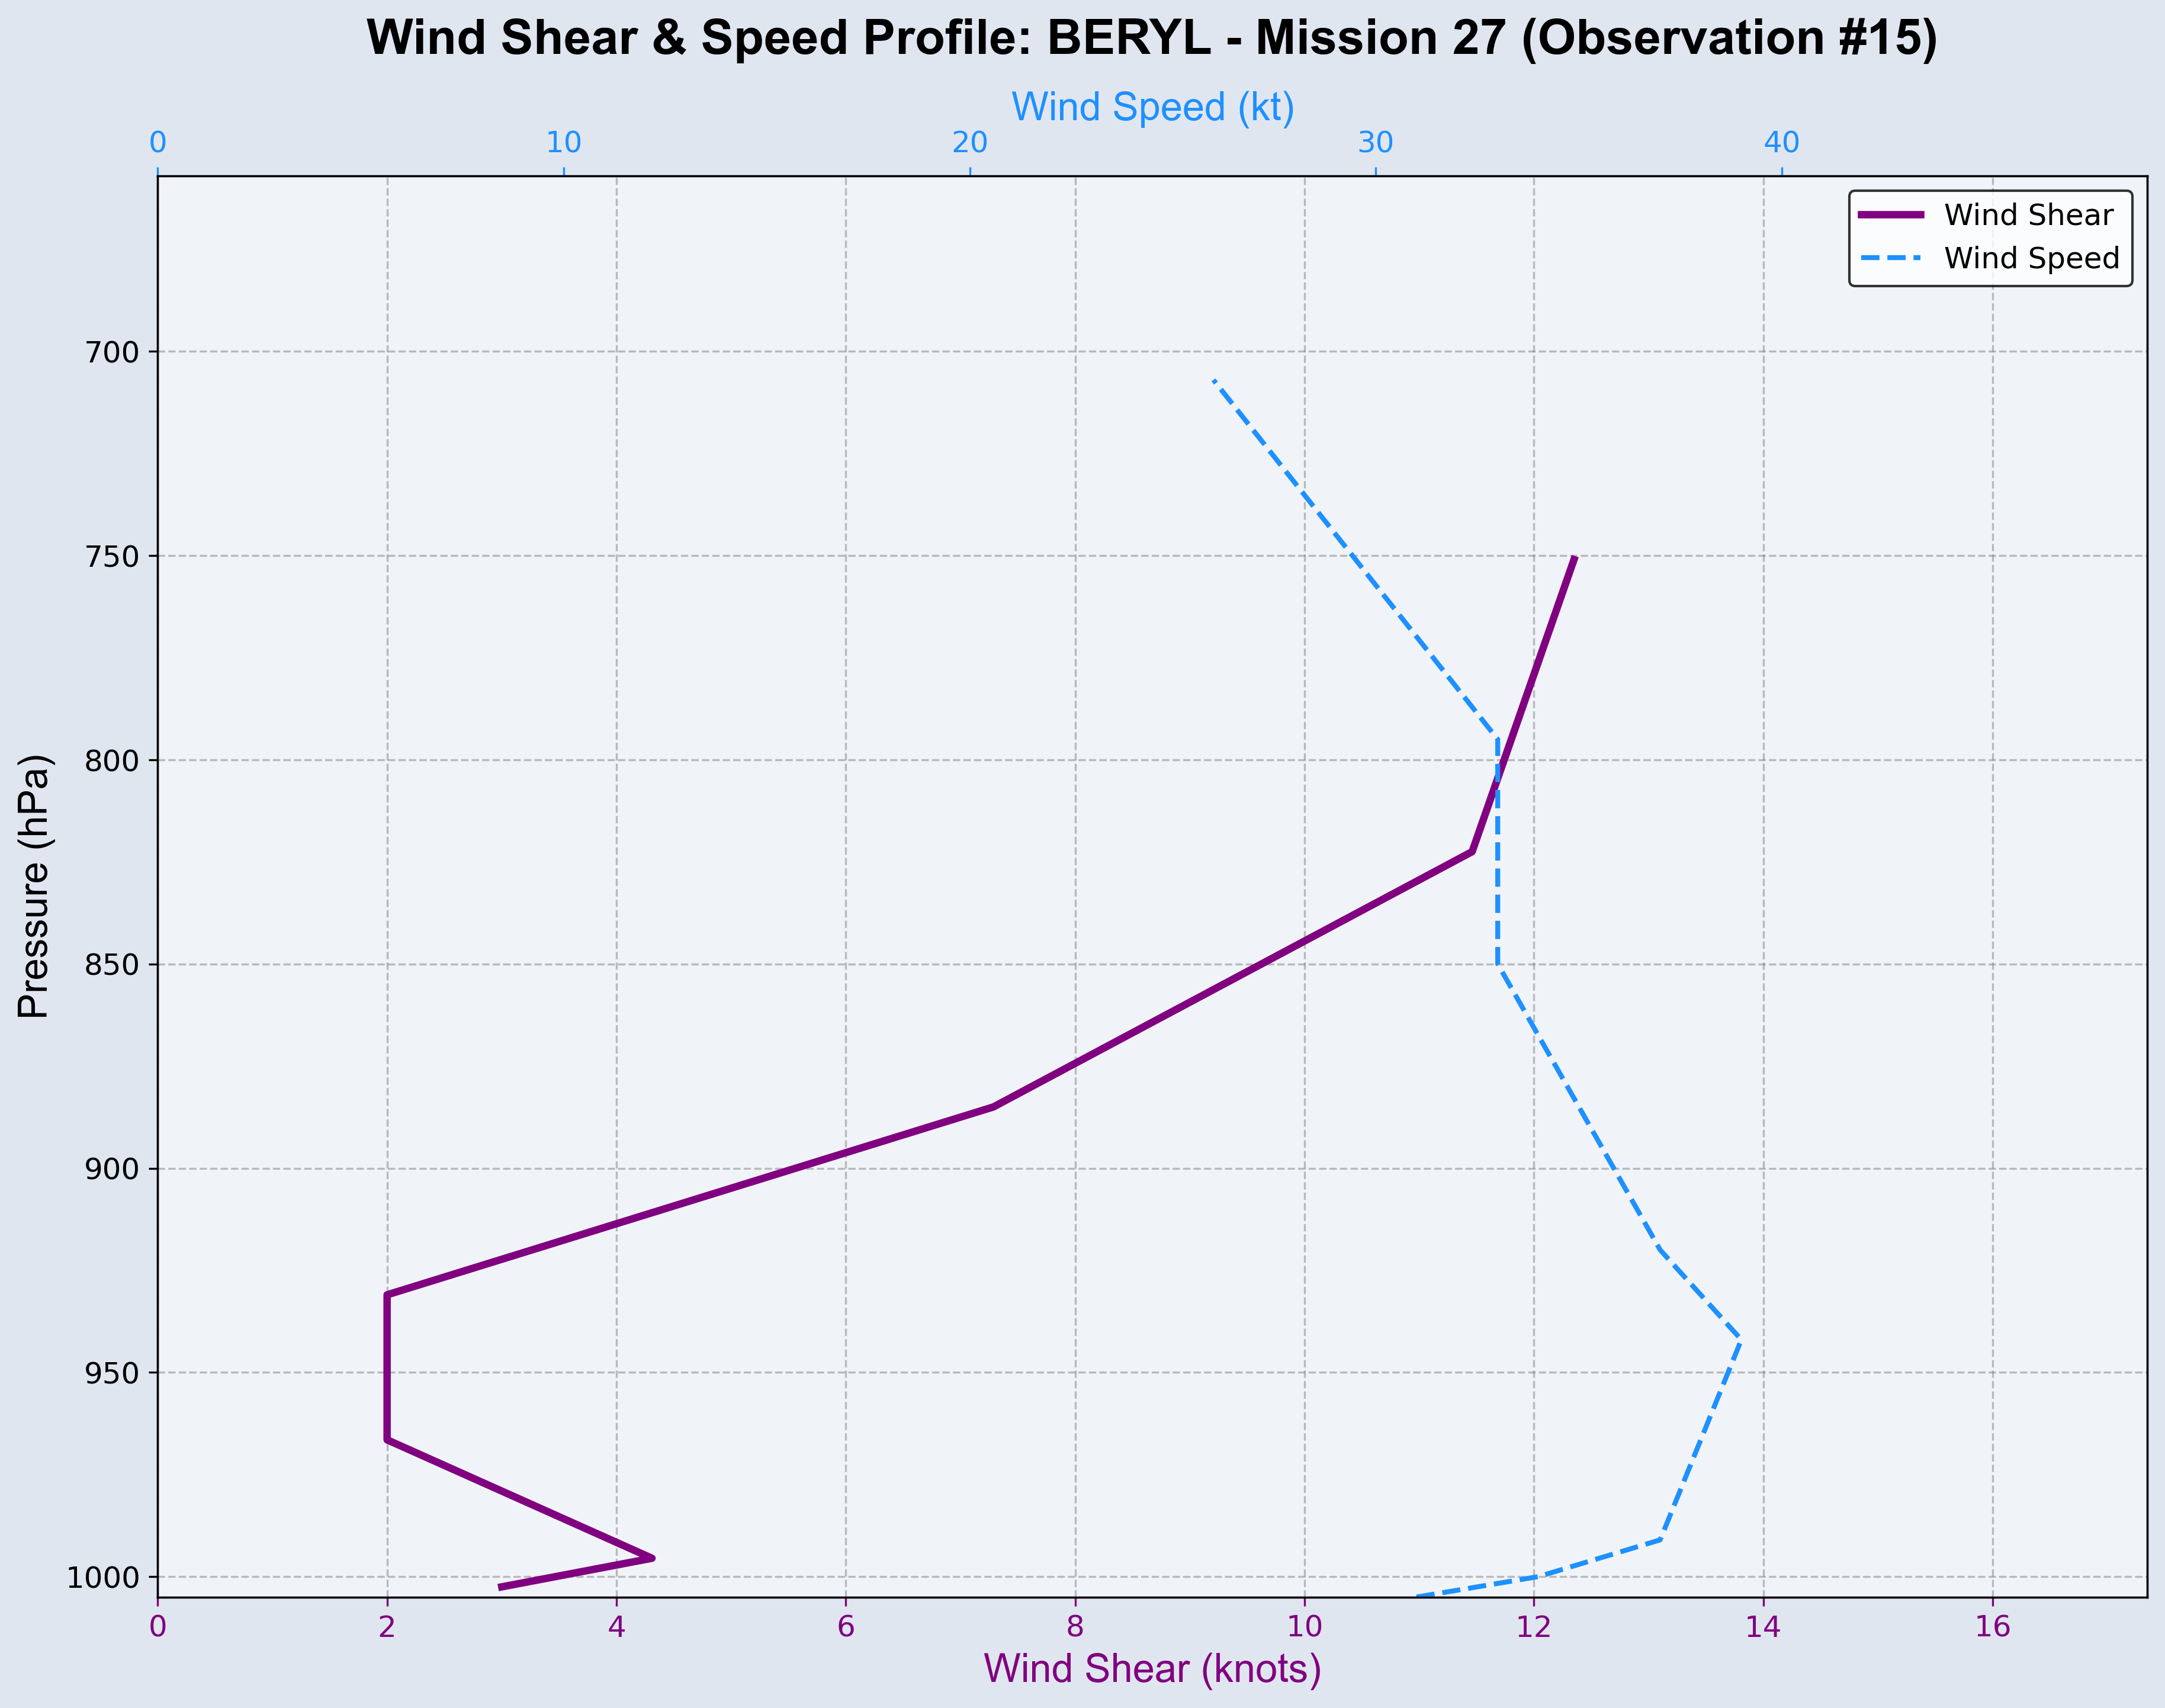 Wind Shear & Speed Profile: BERYL - Mission 27 (Observation #15)
Wind Speed (kt)
0 10 20 30 40
Wind Shear
Wind Speed
700
750
800
850
900
950
1000
Pressure (hPa)
0 2 4 6 8 10 12 14 16
Wind Shear (knots)